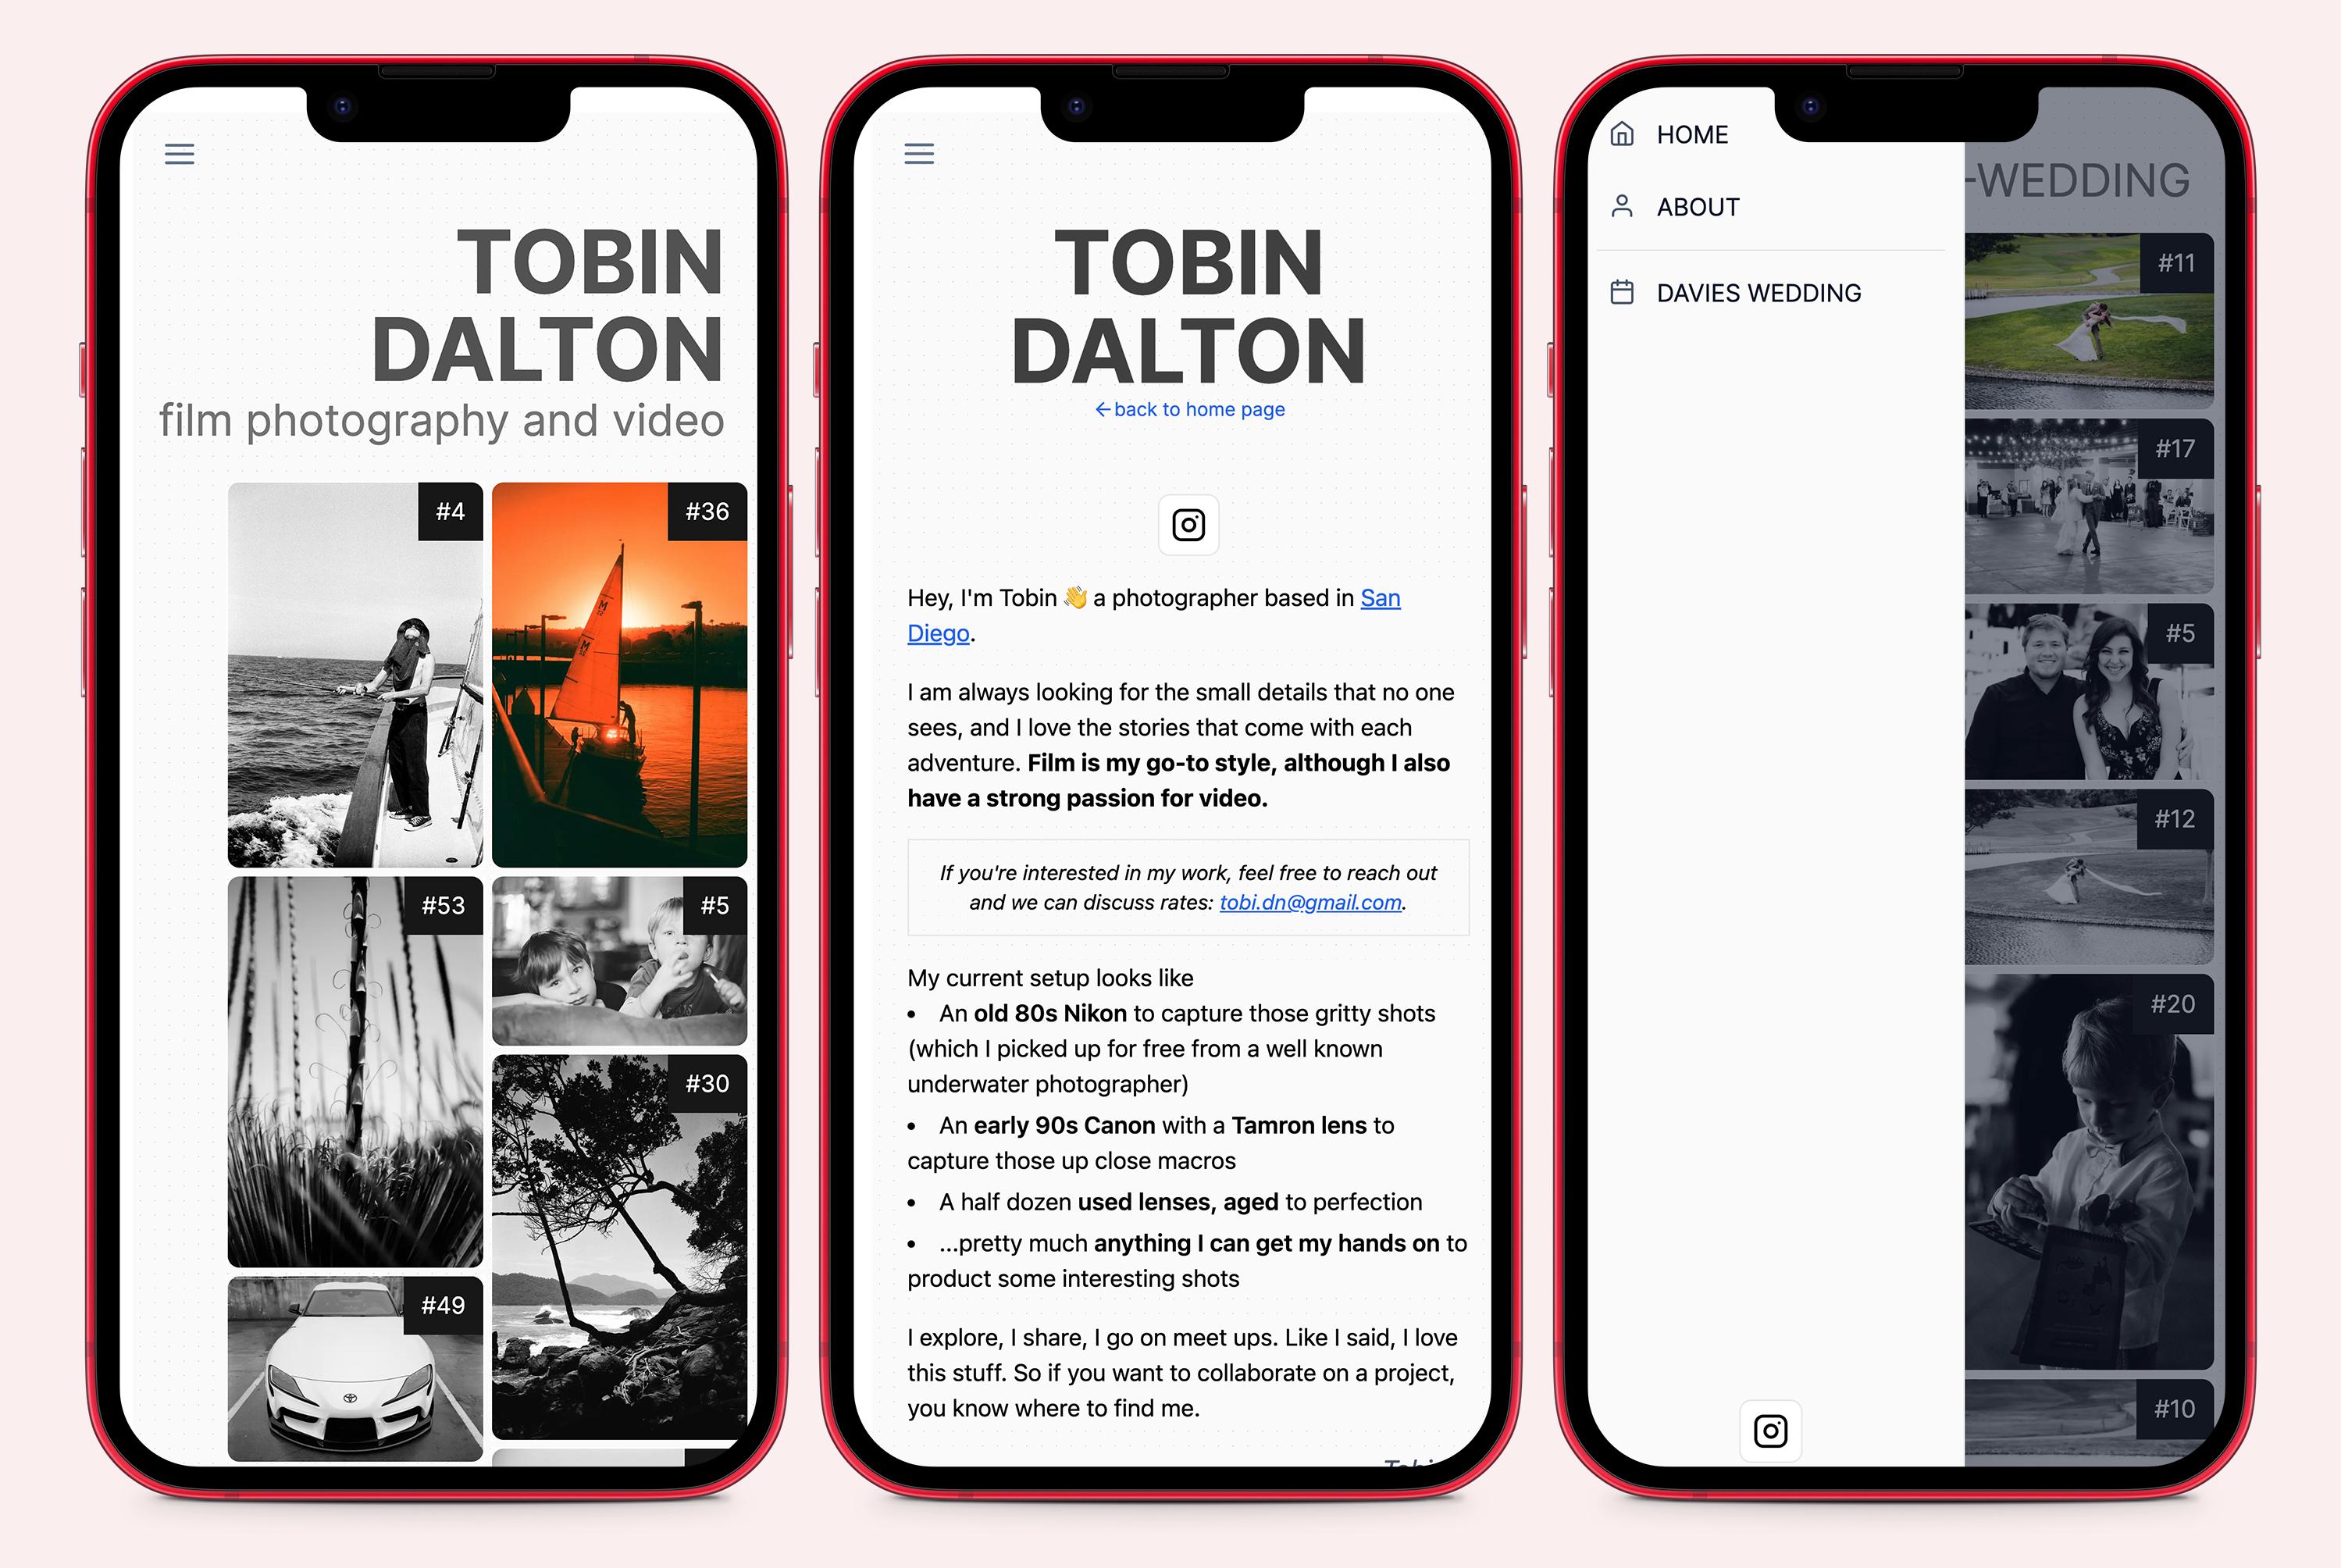 TOBIN
DALTON
film photography and video
#4
#36
#53
#5
#30
#49
TOBIN
DALTON
←back to home page
Hey, I'm Tobin 👋 a photographer based in San
Diego.
I am always looking for the small details that no one
sees, and I love the stories that come with each
adventure. Film is my go-to style, although I also
have a strong passion for video.
If you're interested in my work, feel free to reach out
and we can discuss rates: tobi.dn@gmail.com.
My current setup looks like
• An old 80s Nikon to capture those gritty shots
(which I picked up for free from a well known
underwater photographer)
• An early 90s Canon with a Tamron lens to
capture those up close macros
• A half dozen used lenses, aged to perfection
• ...pretty much anything I can get my hands on to
product some interesting shots
I explore, I share, I go on meet ups. Like I said, I love
this stuff. So if you want to collaborate on a project,
you know where to find me.
HOME
ABOUT
DAVIES WEDDING
-WEDDING
#11
#17
#5
#12
#20
#10